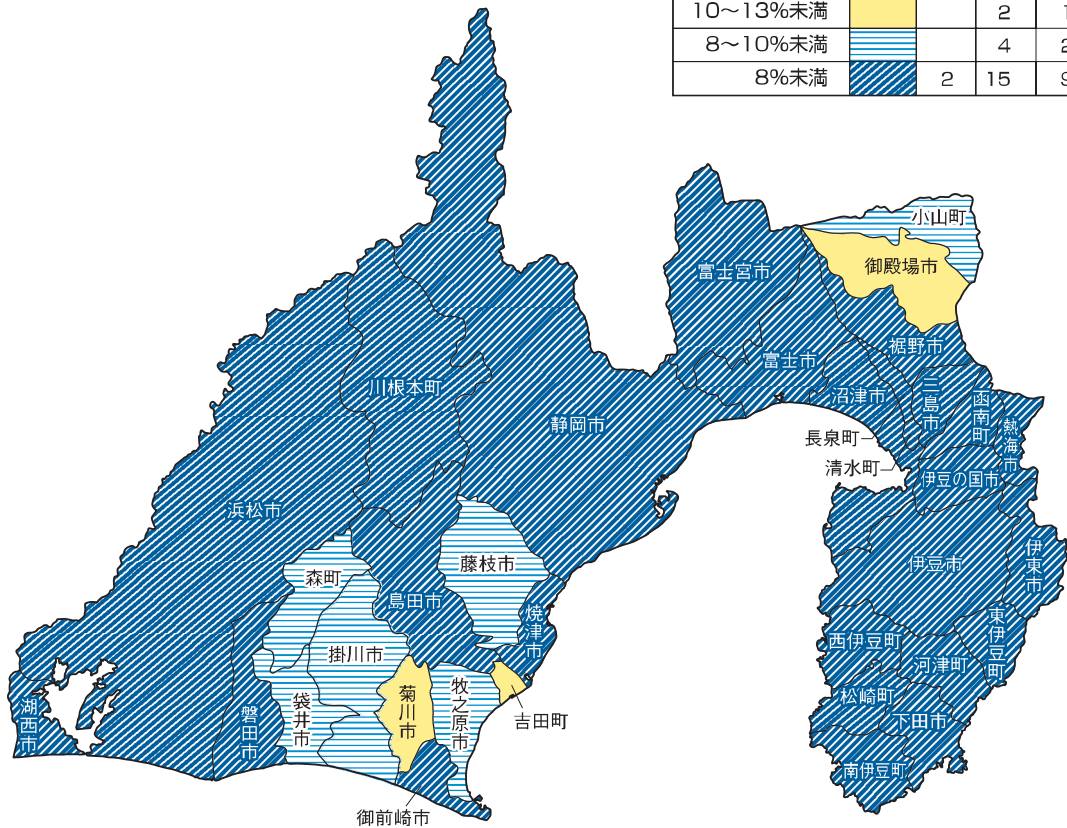 10～13%未満 2 1
8～10%未満 4 2
8%未満 2 15 9
小山町
御殿場市
富士宮市
裾野市
富士市
沼津市
三島市
函南町
熱海市
長泉町
清水町
伊豆の国市
川根本町
静岡市
浜松市
藤枝市
森町
島田市
焼津市
伊豆市
伊東市
掛川市
西伊豆町
東伊豆町
河津町
菊川市
牧之原市
袋井市
磐田市
湖西市
吉田町
松崎町
下田市
南伊豆町
御前崎市